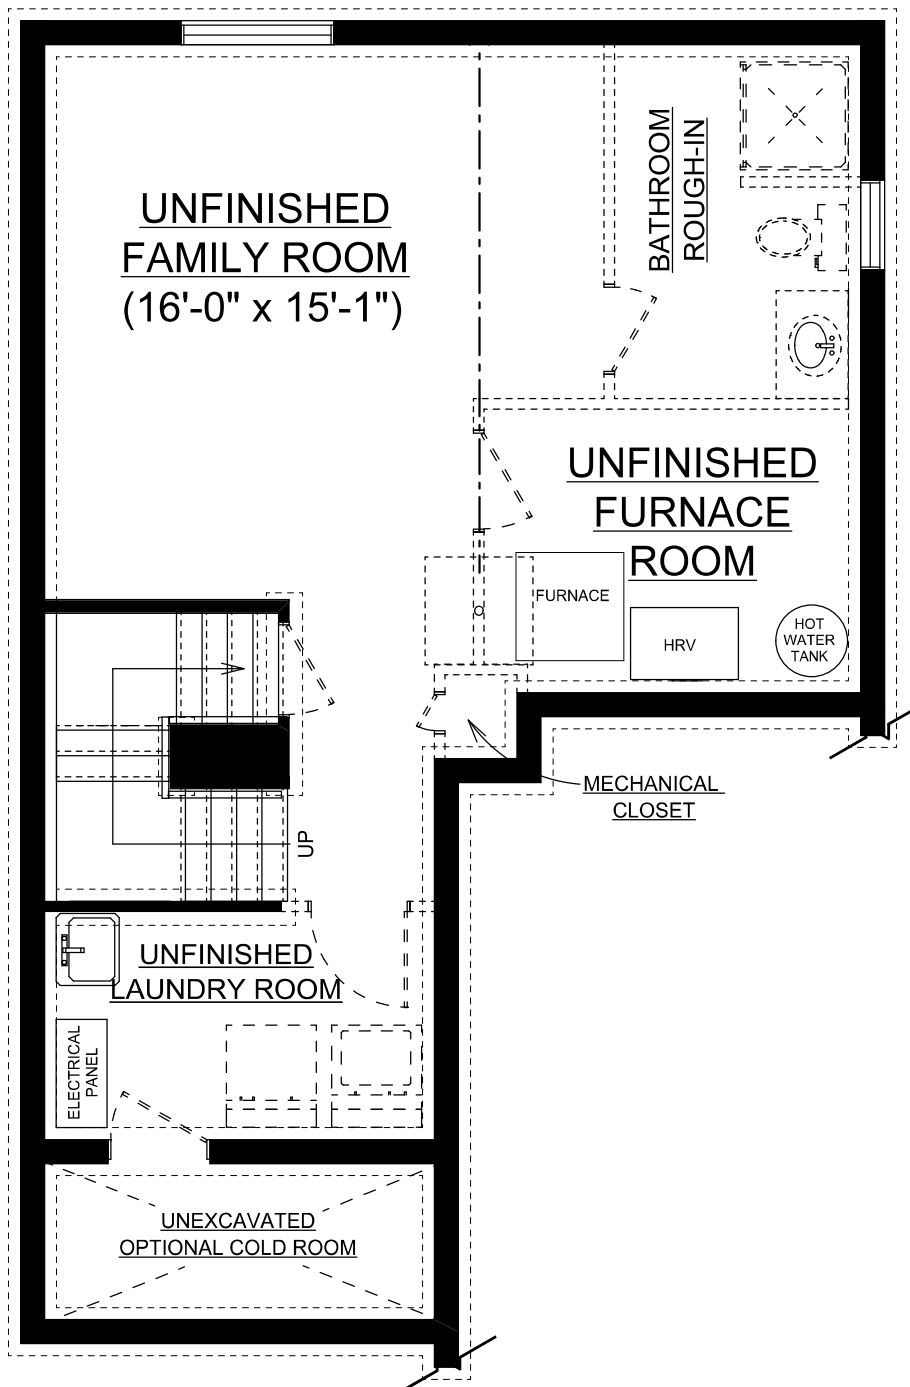 BATHROOM
ROUGH-IN
UNFINISHED
FAMILY ROOM
(16'-0" x 15'-1")
UNFINISHED
FURNACE
ROOM
FURNACE
HRV
HOT
WATER
TANK
MECHANICAL
CLOSET
UP
UNFINISHED
LAUNDRY ROOM
ELECTRICAL
PANEL
UNEXCAVATED
OPTIONAL COLD ROOM